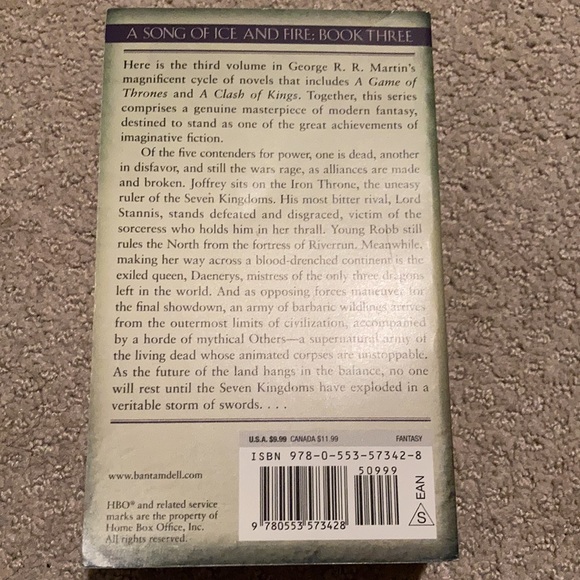 A SONG OF ICE AND FIRE: BOOK THREE
Here is the third volume in George R. R. Martin's
magnificent cycle of novels that includes A Game of
Thrones and A Clash of Kings. Together, this series
comprises a genuine masterpiece of modern fantasy,
destined to stand as one of the great achievements of
imaginative fiction.
Of the five contenders for power, one is dead, another
in disfavor, and still the wars rage, as alliances are made
and broken. Joffrey sits on the Iron Throne, the uneasy
ruler of the Seven Kingdoms. His most bitter rival, Lord
Stannis, stands defeated and disgraced, victim of the
sorceress who holds him in her thrall. Young Robb still
rules the North from the fortress of Riverrun. Meanwhile,
making her way across a blood-drenched continent is the
exiled queen, Daenerys, mistress of the only three dragons
left in the world. And as opposing forces maneuver for
the final showdown, an army of barbaric wildlings arrives
from the outermost limits of civilization, accompanied
by a horde of mythical Others—a supernatural army of
the living dead whose animated corpses are unstoppable.
As the future of the land hangs in the balance, no one
will rest until the Seven Kingdoms have exploded in a
veritable storm of swords. . . .
U.S.A. $9.99 CANADA $11.99 FANTASY
ISBN 978-0-553-57342-8
50999
9 780553 573428
S EAN
www.bantamdell.com
HBO® and related service
marks are the property of
Home Box Office, Inc.
All rights reserved.